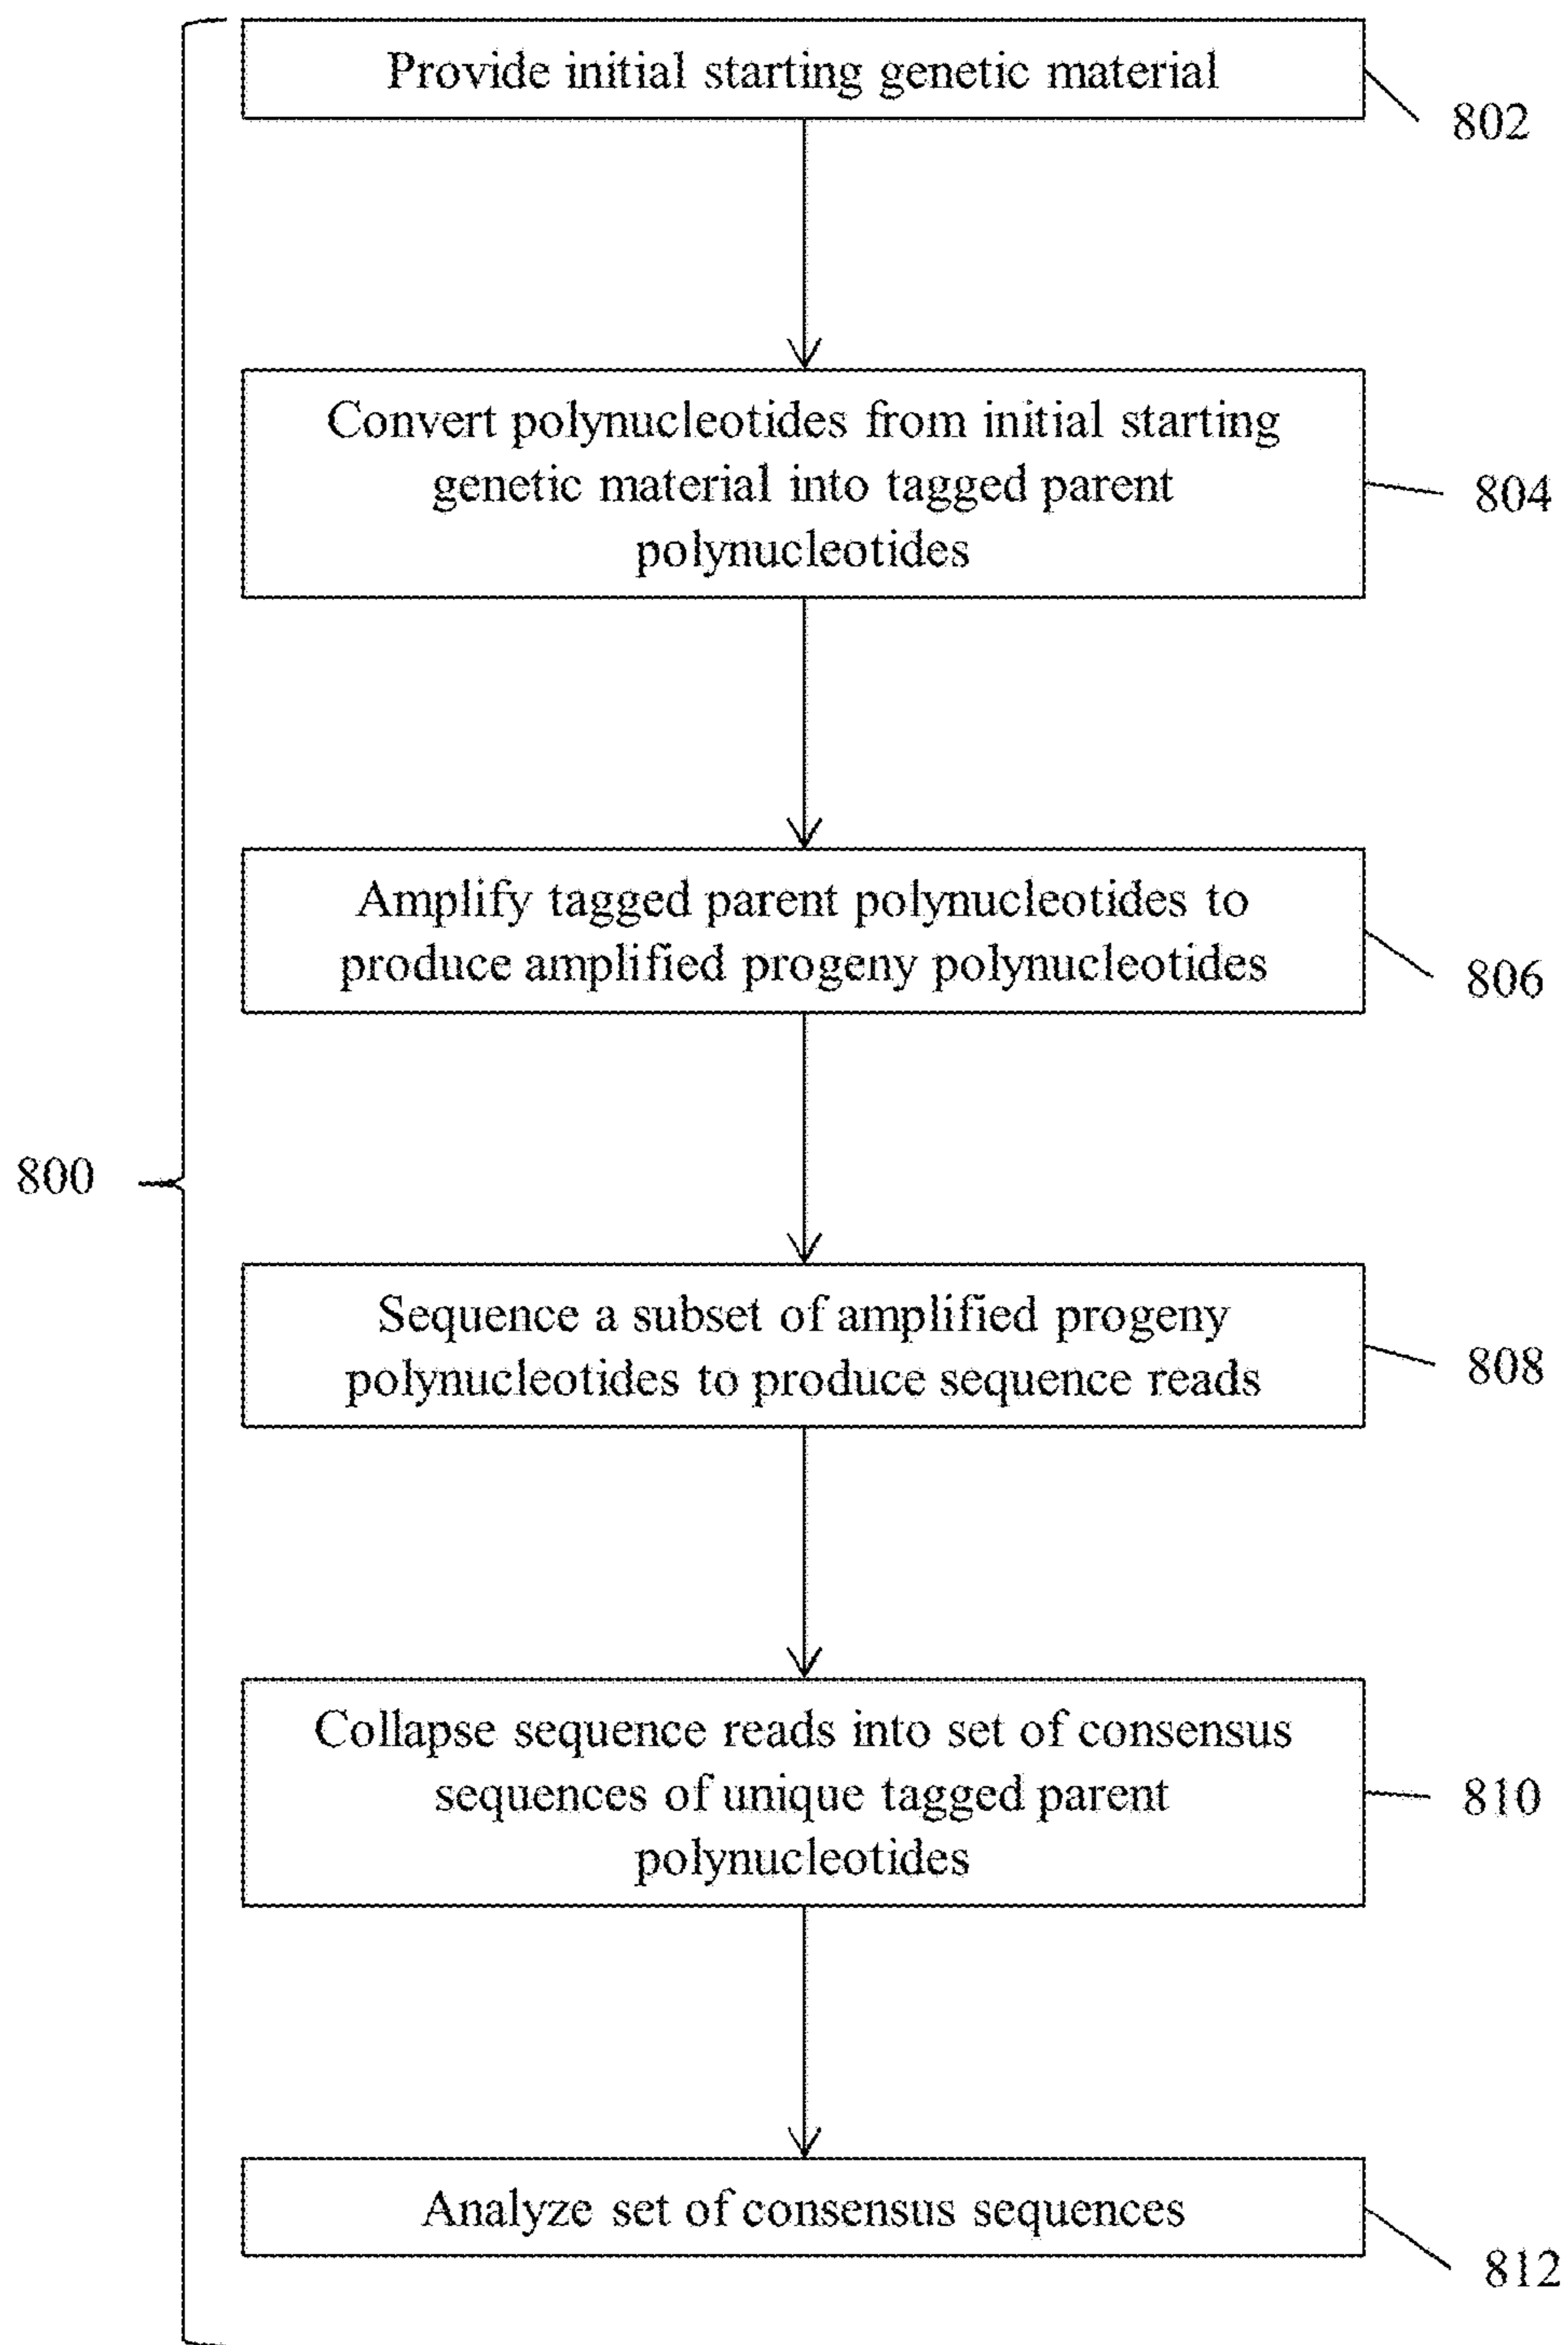 Provide initial starting genetic material
802
Convert polynucleotides from initial starting
genetic material into tagged parent
polynucleotides
804
Amplify tagged parent polynucleotides to
produce amplified progeny polynucleotides
806
800
Sequence a subset of amplified progeny
polynucleotides to produce sequence reads
808
Collapse sequence reads into set of consensus
sequences of unique tagged parent
polynucleotides
810
Analyze set of consensus sequences
812